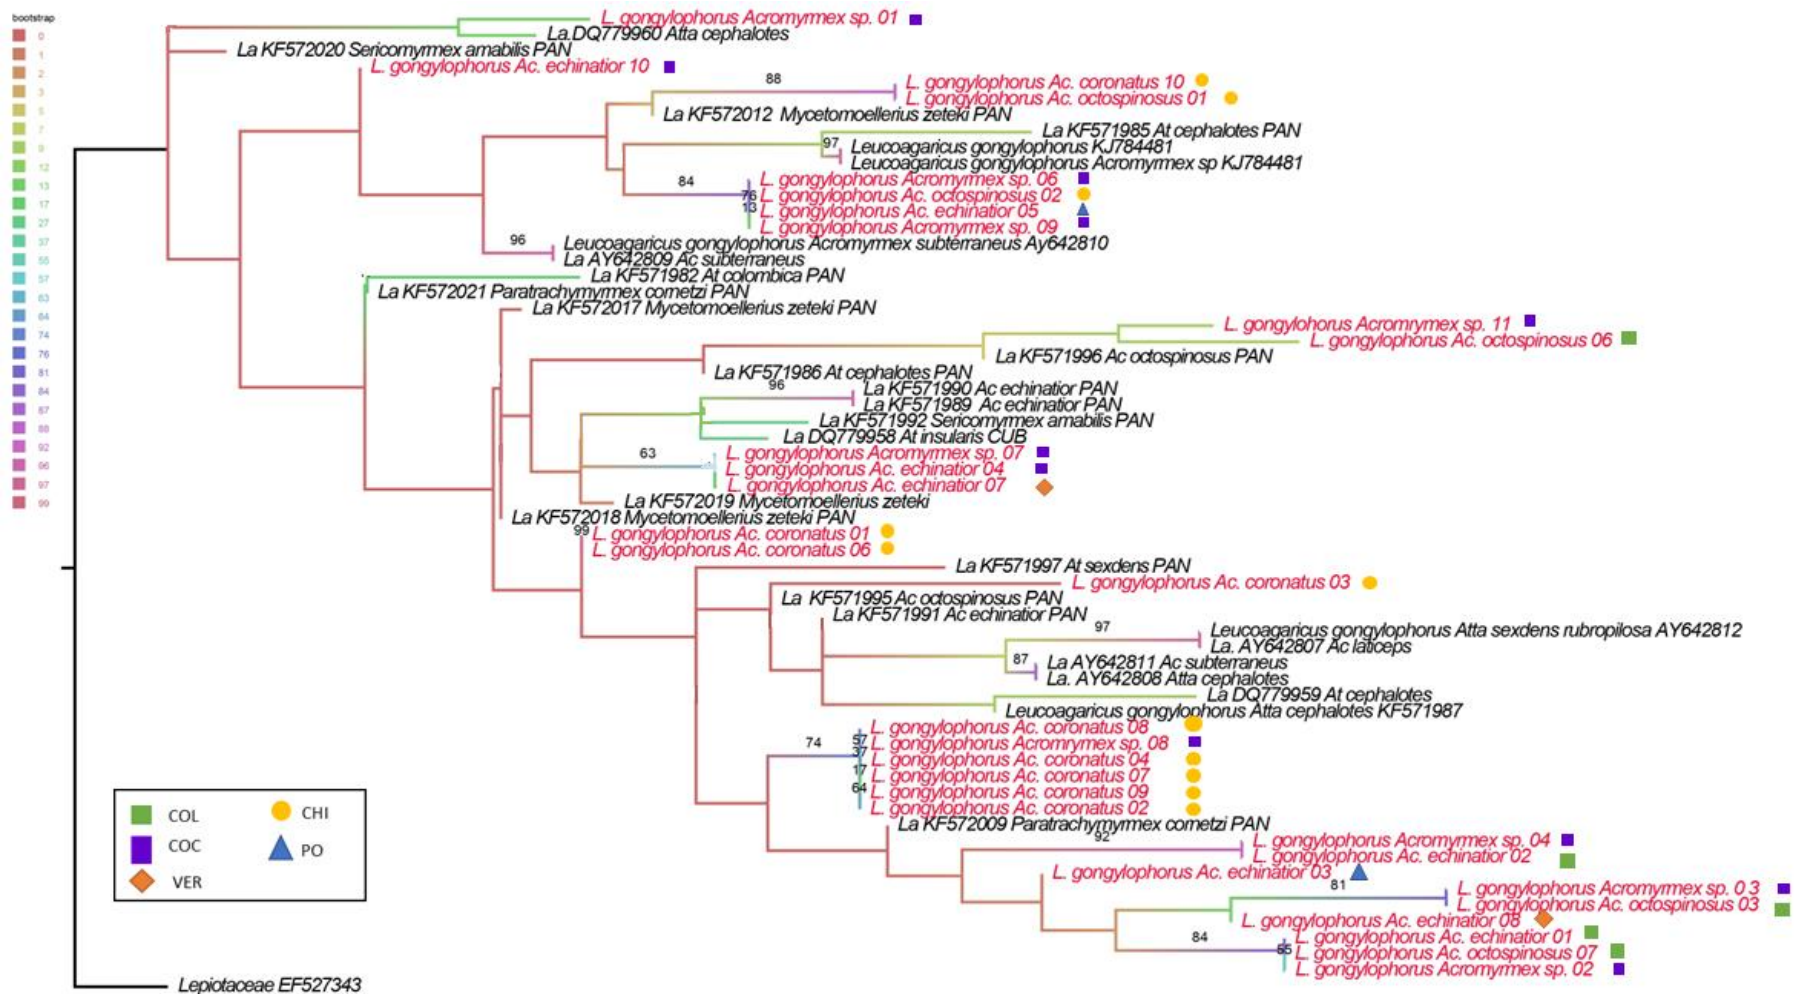 bootstrap
0
1
2
3
5
7
9
12
13
17
27
37
55
57
63
64
74
76
81
84
87
88
92
96
97
99
L. gongylophorus Acromyrmex sp. 01
La.DQ779960 Atta cephalotes
La KF572020 Sericomyrmex amabilis PAN
L. gongylophorus Ac. echinatior 10
88
L. gongylophorus Ac. coronatus 10
L. gongylophorus Ac. octospinosus 01
La KF572012 Mycetomoellerius zeteki PAN
La KF571985 At cephalotes PAN
97
Leucoagaricus gongylophorus KJ784481
Leucoagaricus gongylophorus Acromyrmex sp KJ784481
84
L. gongylophorus Acromyrmex sp. 06
76
L. gongylophorus Ac. octospinosus 02
13
L. gongylophorus Ac. echinatior 05
L. gongylophorus Acromyrmex sp. 09
96
Leucoagaricus gongylophorus Acromyrmex subterraneus Ay642810
La AY642809 Ac subterraneus
La KF571982 At colombica PAN
La KF572021 Paratrachymyrmex cornetzi PAN
La KF572017 Mycetomoellerius zeteki PAN
L. gongylohorus Acromrymex sp. 11
L. gongylophorus Ac. octospinosus 06
La KF571996 Ac octospinosus PAN
La KF571986 At cephalotes PAN
96
La KF571990 Ac echinatior PAN
La KF571989 Ac echinatior PAN
La KF571992 Sericomyrmex amabilis PAN
La DQ779958 At insularis CUB
63
L. gongylophorus Acromyrmex sp. 07
L. gongylophorus Ac. echinatior 04
L. gongylophorus Ac. echinatior 07
La KF572019 Mycetomoellerius zeteki
La KF572018 Mycetomoellerius zeteki PAN
99
L. gongylophorus Ac. coronatus 01
L. gongylophorus Ac. coronatus 06
La KF571997 At sexdens PAN
L. gongylophorus Ac. coronatus 03
La KF571995 Ac octospinosus PAN
La KF571991 Ac echinatior PAN
97
Leucoagaricus gongylophorus Atta sexdens rubropilosa AY642812
La. AY642807 Ac laticeps
87
La AY642811 Ac subterraneus
La. AY642808 Atta cephalotes
La DQ779959 At cephalotes
Leucoagaricus gongylophorus Atta cephalotes KF571987
L. gongylophorus Ac. coronatus 08
74
57
L. gongylophorus Acromrymex sp. 08
37
L. gongylophorus Ac. coronatus 04
17
L. gongylophorus Ac. coronatus 07
64
L. gongylophorus Ac. coronatus 09
L. gongylophorus Ac. coronatus 02
La KF572009 Paratrachymyrmex cornetzi PAN
92
L. gongylophorus Acromyrmex sp. 04
L. gongylophorus Ac. echinatior 02
L. gongylophorus Ac. echinatior 03
81
L. gongylophorus Acromyrmex sp. 0 3
L. gongylophorus Ac. octospinosus 03
L. gongylophorus Ac. echinatior 08
84
L. gongylophorus Ac. echinatior 01
55
L. gongylophorus Ac. octospinosus 07
L. gongylophorus Acromyrmex sp. 02
Lepiotaceae EF527343
COL
CHI
COC
PO
VER